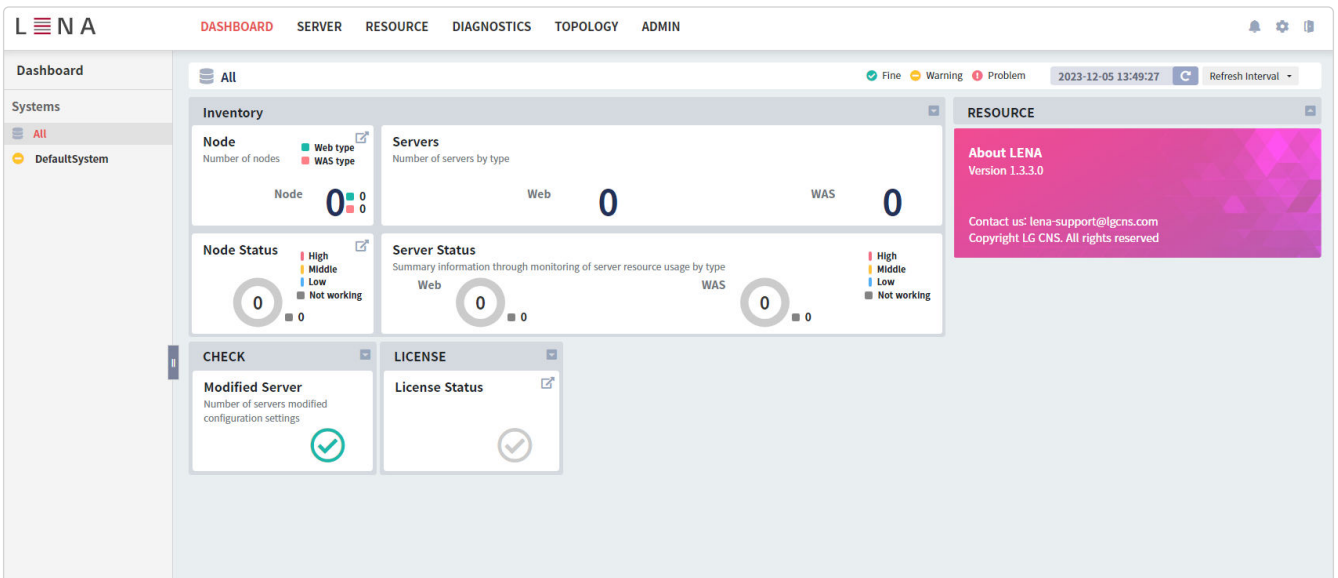 LENA
DASHBOARD SERVER RESOURCE DIAGNOSTICS TOPOLOGY ADMIN
Dashboard
Systems
All
DefaultSystem
All
Fine Warning Problem
2023-12-05 13:49:27
Refresh Interval
Inventory
Node
Number of nodes
Web type
WAS type
Node 0
0
0
Servers
Number of servers by type
Web 0
WAS 0
Node Status
High
Middle
Low
Not working
0
0
Server Status
Summary information through monitoring of server resource usage by type
Web
0
0
WAS
0
0
High
Middle
Low
Not working
RESOURCE
About LENA
Version 1.3.3.0
Contact us: lena-support@lgcns.com
Copyright LG CNS. All rights reserved
CHECK
Modified Server
Number of servers modified
configuration settings
LICENSE
License Status